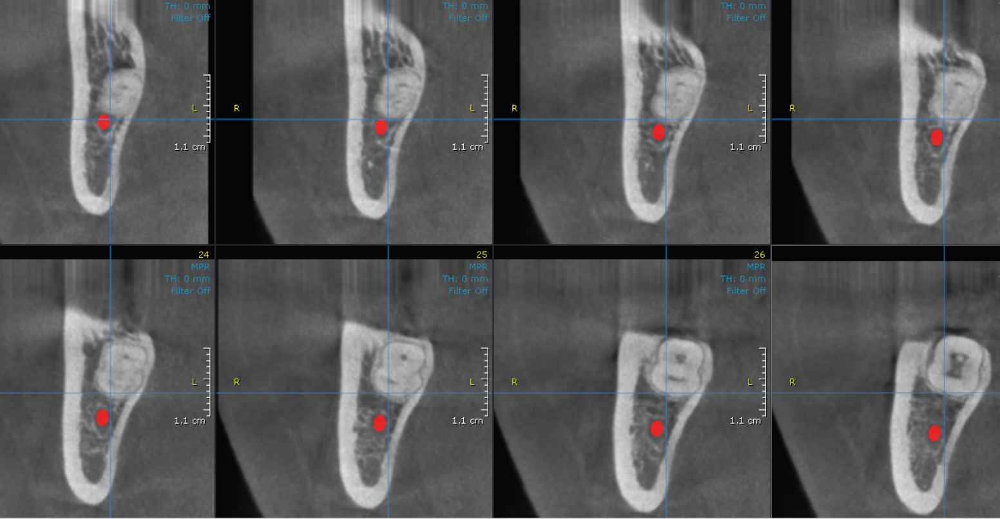 TH: 0 mm
Filter Off
L
1.1 cm
TH: 0 mm
Filter Off
R
L
1.1 cm
TH: 0 mm
Filter Off
R
L
1.1 cm
R
24
MPR
TH: 0 mm
Filter Off
L
1.1 cm
25
MPR
TH: 0 mm
Filter Off
R
L
1.1 cm
26
MPR
TH: 0 mm
Filter Off
R
L
1.1 cm
R